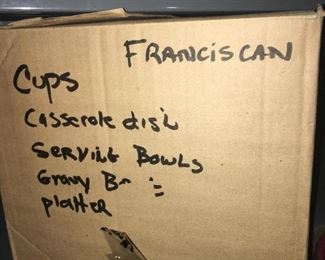 FRANCISCAN
Cups
Casserole dish
Serving Bowls
Gravy
platter